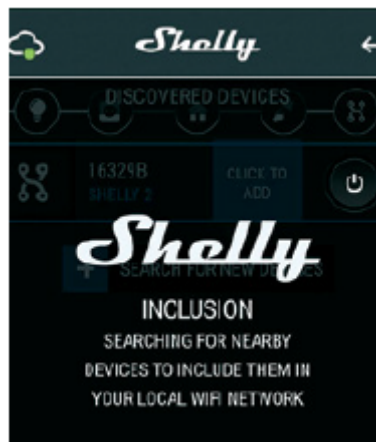 Shelly
DISCOVERED DEVICES
16329B
SHELLY 2
CLICK TO
ADD
Shelly
+ SEARCH FOR NEW DEVICES
INCLUSION
SEARCHING FOR NEARBY
DEVICES TO INCLUDE THEM IN
YOUR LOCAL WIFI NETWORK